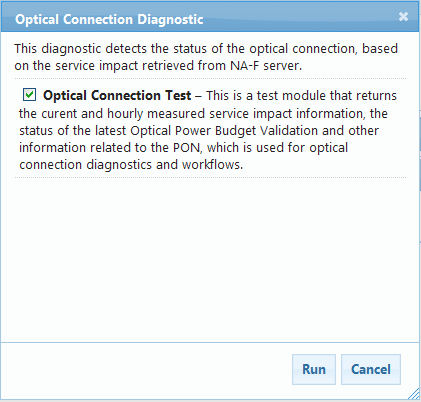 Optical Connection Diagnostic
This diagnostic detects the status of the optical connection, based
on the service impact retrieved from NA-F server.
Optical Connection Test – This is a test module that returns
the curent and hourly measured service impact information, the
status of the latest Optical Power Budget Validation and other
information related to the PON, which is used for optical
connection diagnostics and workflows.
Run Cancel